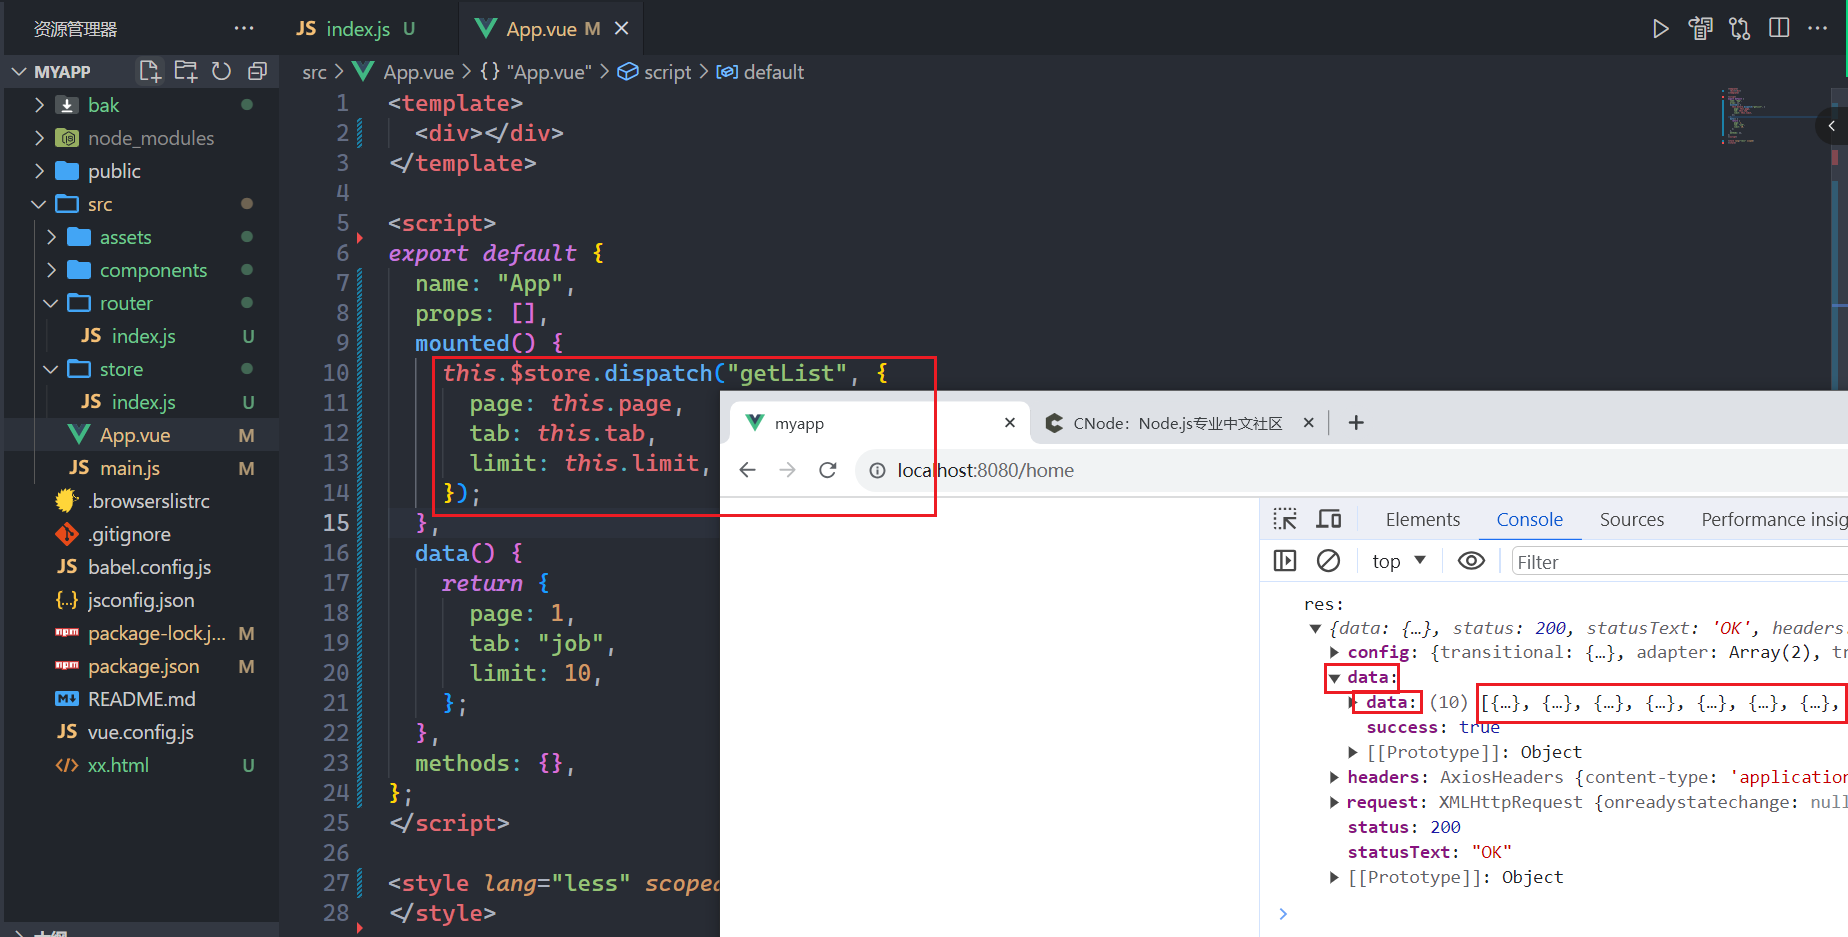 资源管理器 ···
MYAPP
bak
node_modules
public
src
assets
components
router
JS index.js U
store
JS index.js U
App.vue M
JS main.js M
.browserslistrc
.gitignore
JS babel.config.js
{..} jsconfig.json
npm package-lock.j... M
npm package.json M
README.md
JS vue.config.js
</> xx.html U
JS index.js U
App.vue M ×
src > App.vue > {} "App.vue" > script > default
1 <template>
2 <div></div>
3 </template>
4
5 <script>
6 export default {
7 name: "App",
8 props: [],
9 mounted() {
10 this.$store.dispatch("getList", {
11 page: this.page,
12 tab: this.tab,
13 limit: this.limit,
14 });
15 },
16 data() {
17 return {
18 page: 1,
19 tab: "job",
20 limit: 10,
21 };
22 },
23 methods: {},
24 };
25 </script>
26
27 <style lang="less" scoped
28 </style>
myapp × CNode：Node.js专业中文社区 × +
localhost:8080/home
Elements Console Sources Performance insig
top Filter
res:
{data: {…}, status: 200, statusText: 'OK', headers:
config: {transitional: {…}, adapter: Array(2), tr
data:
data: (10) [{…}, {…}, {…}, {…}, {…}, {…}, {…},
success: true
[[Prototype]]: Object
headers: AxiosHeaders {content-type: 'application
request: XMLHttpRequest {onreadystatechange: null
status: 200
statusText: "OK"
[[Prototype]]: Object